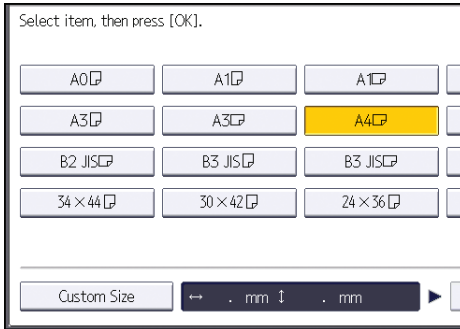 Select item, then press [OK].
A0 A1 A1
A3 A3 A4
B2 JIS B3 JIS B3 JIS
34×44 30×42 24×36
Custom Size ↔ . mm ↕ . mm